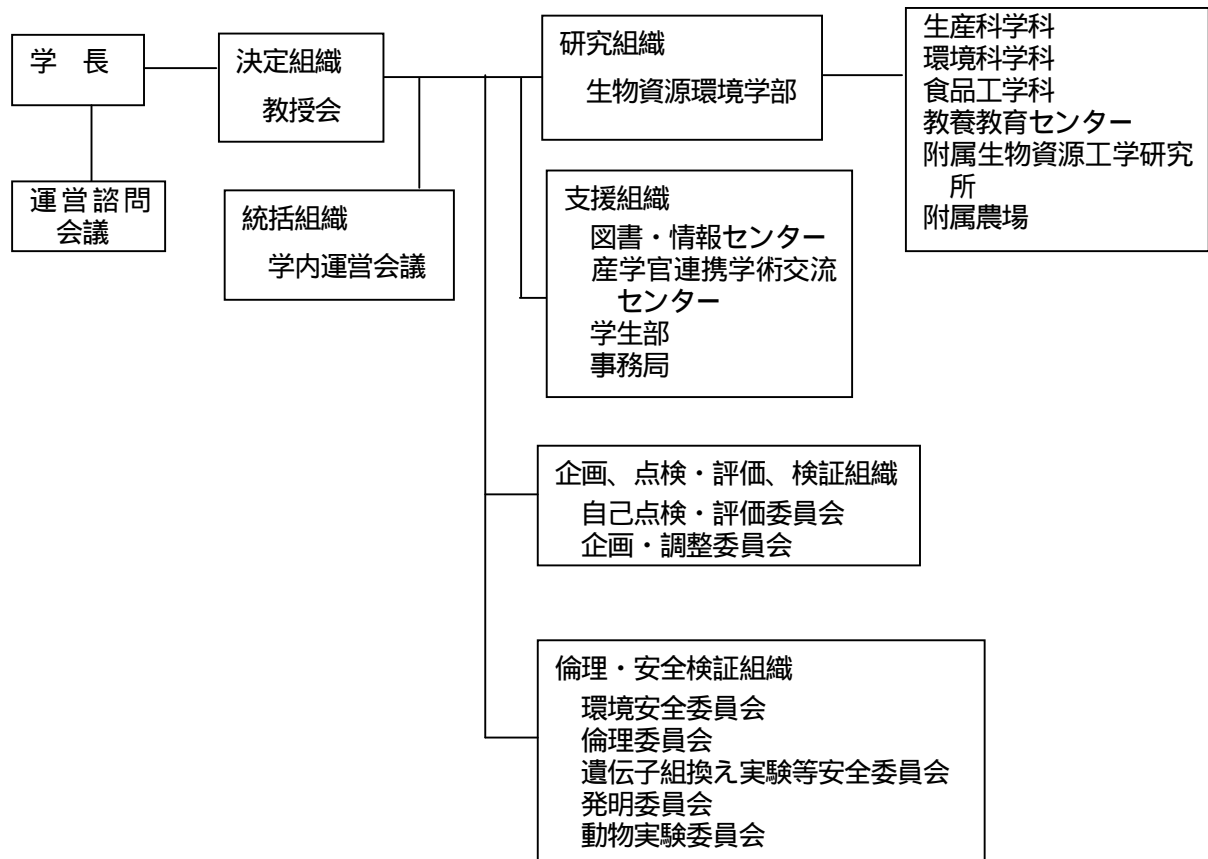 学　長
運営諮問
会議
決定組織
教授会
統括組織
学内運営会議
研究組織
生物資源環境学部
生産科学科
環境科学科
食品工学科
教養教育センター
附属生物資源工学研究
所
附属農場
支援組織
図書・情報センター
産学官連携学術交流
センター
学生部
事務局
企画、点検・評価、検証組織
自己点検・評価委員会
企画・調整委員会
倫理・安全検証組織
環境安全委員会
倫理委員会
遺伝子組換え実験等安全委員会
発明委員会
動物実験委員会